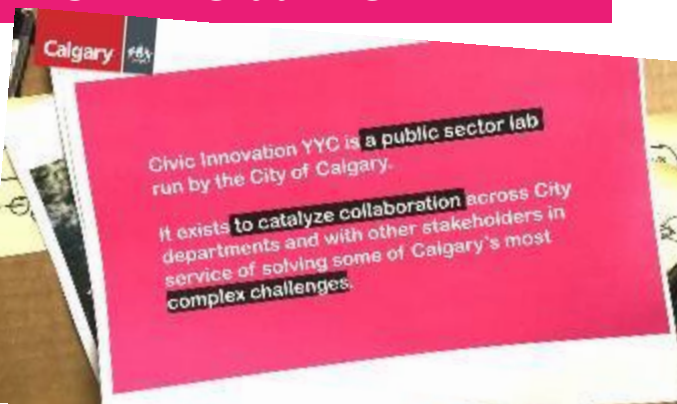 Calgary
Civic Innovation YYC is a public sector lab
run by the City of Calgary.
It exists to catalyze collaboration across City
departments and with other stakeholders in
service of solving some of Calgary's most
complex challenges.